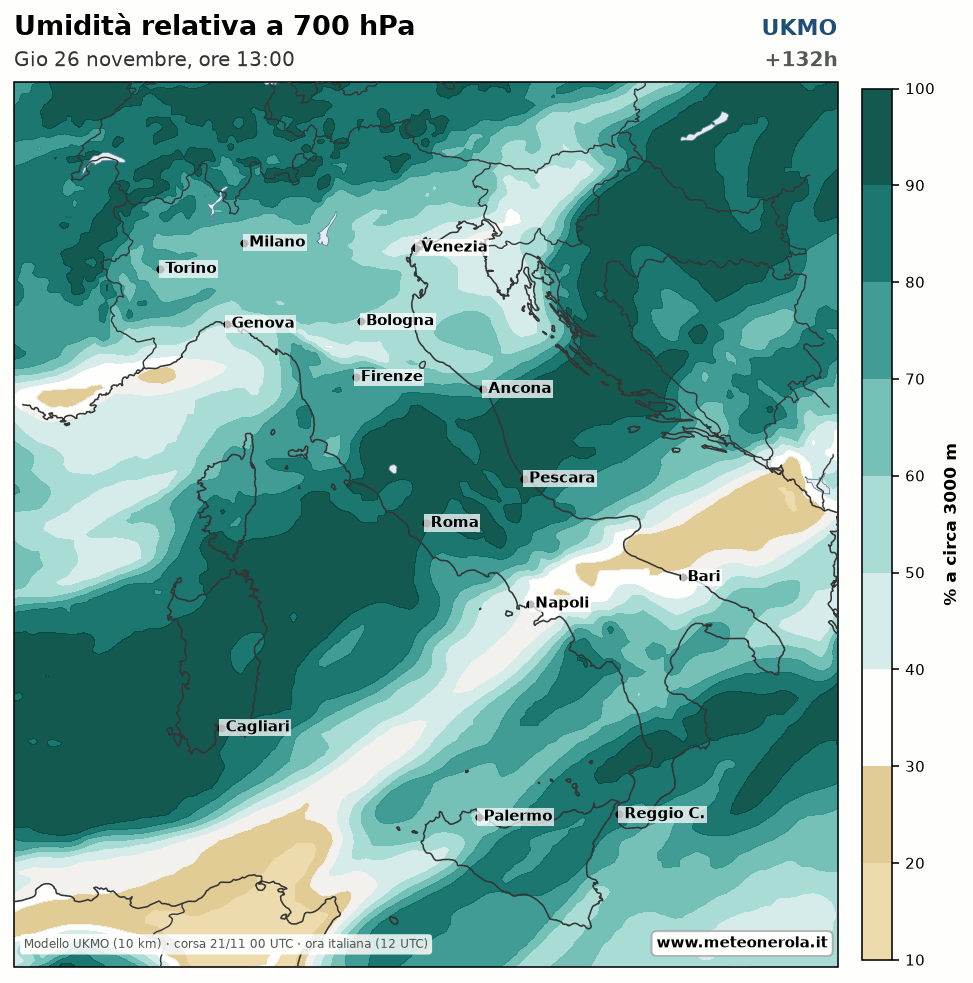 Umidità relativa a 700 hPa
UKMO
Gio 26 novembre, ore 13:00
+132h
Milano
Venezia
Torino
Genova
Bologna
Firenze
Ancona
Pescara
Roma
Bari
Napoli
Cagliari
Palermo
Reggio C.
100
90
80
70
60
50
40
30
20
10
% a circa 3000 m
Modello UKMO (10 km) · corsa 21/11 00 UTC · ora italiana (12 UTC)
www.meteonerola.it